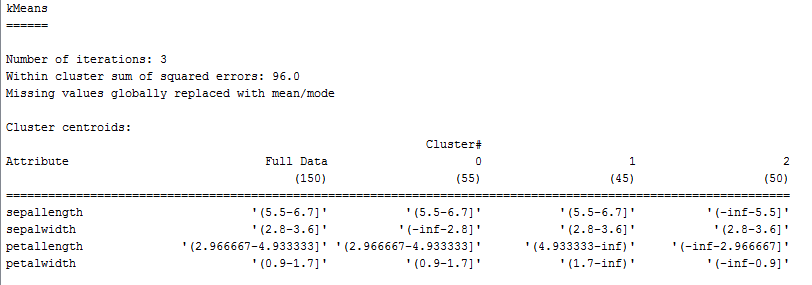 kMeans
======
Number of iterations: 3
Within cluster sum of squared errors: 96.0
Missing values globally replaced with mean/mode
Cluster centroids:
Cluster#
Attribute Full Data 0 1 2
(150) (55) (45) (50)
==================================================================================================================
sepallength '(5.5-6.7]' '(5.5-6.7]' '(5.5-6.7]' '(-inf-5.5]'
sepalwidth '(2.8-3.6]' '(-inf-2.8]' '(2.8-3.6]' '(2.8-3.6]'
petallength '(2.966667-4.933333]' '(2.966667-4.933333]' '(4.933333-inf)' '(-inf-2.966667]'
petalwidth '(0.9-1.7]' '(0.9-1.7]' '(1.7-inf)' '(-inf-0.9]'